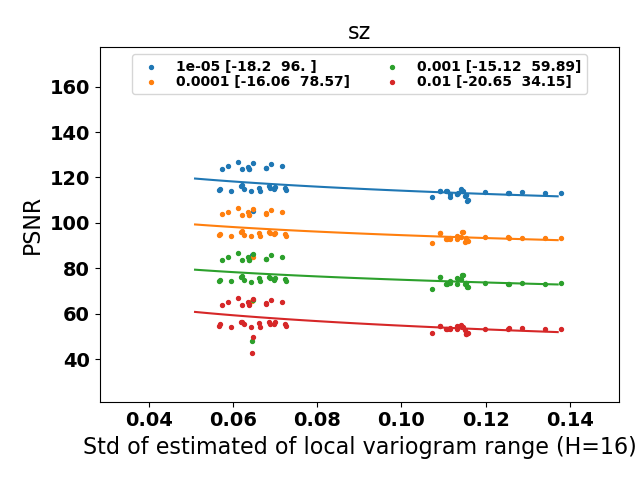 sz
1e-05 [-18.2  96. ]
0.0001 [-16.06  78.57]
0.001 [-15.12  59.89]
0.01 [-20.65  34.15]
PSNR
160
140
120
100
80
60
40
0.04 0.06 0.08 0.10 0.12 0.14
Std of estimated of local variogram range (H=16)